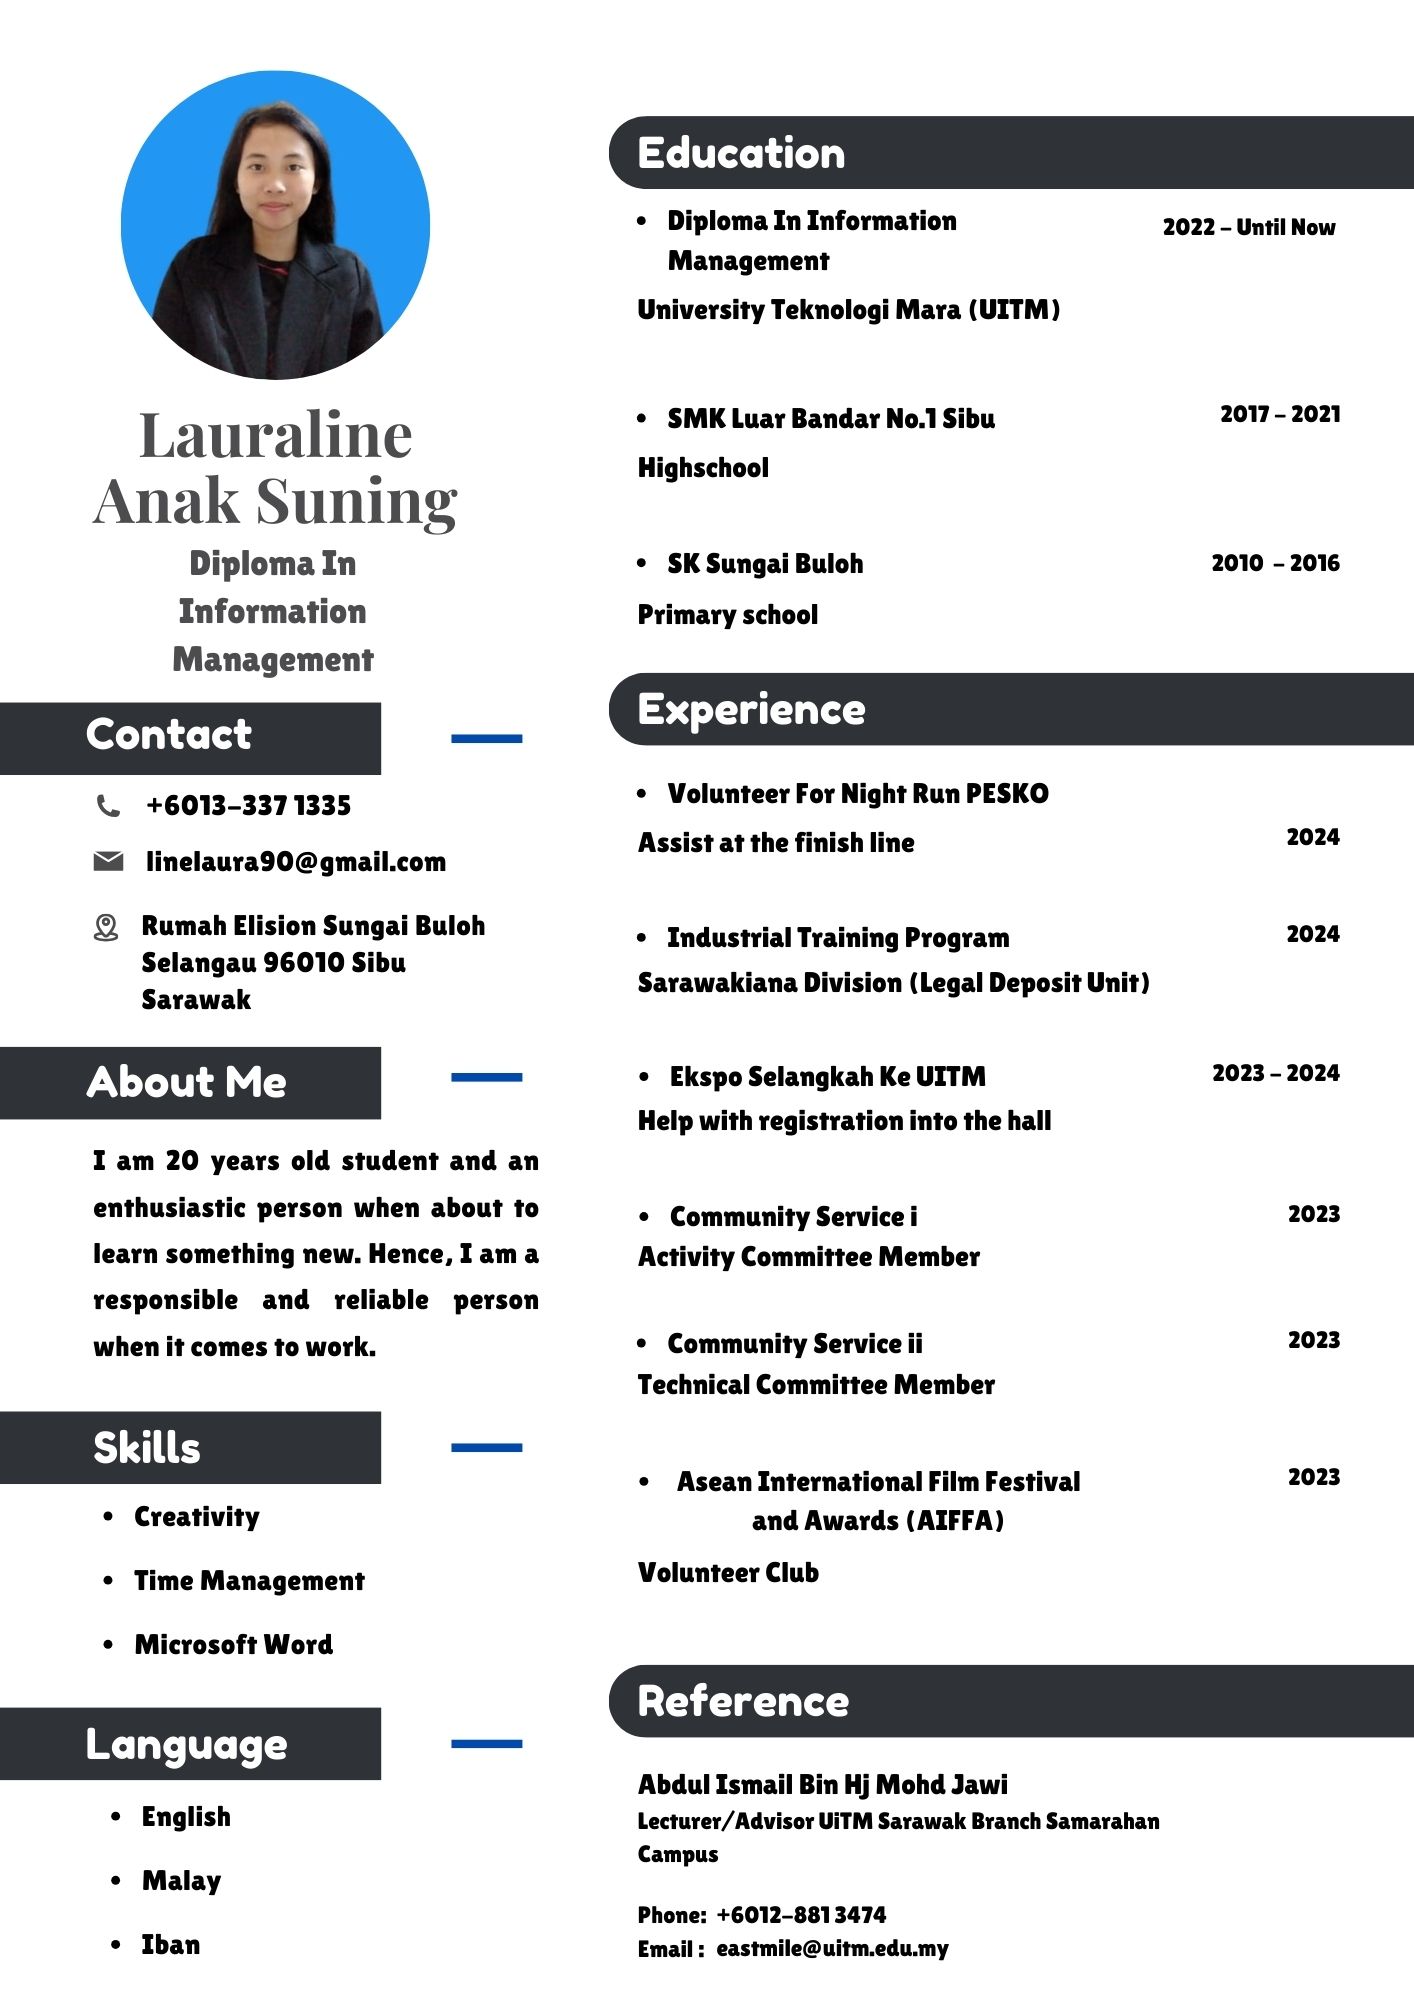 Lauraline
Anak Suning
Diploma In
Information
Management
Contact
+6013-337 1335
linelaura90@gmail.com
Rumah Elision Sungai Buloh
Selangau 96010 Sibu
Sarawak
About Me
I am 20 years old student and an
enthusiastic person when about to
learn something new. Hence, I am a
responsible and reliable person
when it comes to work.
Skills
• Creativity
• Time Management
• Microsoft Word
Language
• English
• Malay
• Iban
Education
• Diploma In Information
Management
2022 - Until Now
University Teknologi Mara (UITM)
• SMK Luar Bandar No.1 Sibu
2017 - 2021
Highschool
• SK Sungai Buloh
2010 - 2016
Primary school
Experience
• Volunteer For Night Run PESKO
Assist at the finish line
2024
• Industrial Training Program
2024
Sarawakiana Division (Legal Deposit Unit)
• Ekspo Selangkah Ke UITM
2023 - 2024
Help with registration into the hall
• Community Service i
2023
Activity Committee Member
• Community Service ii
2023
Technical Committee Member
• Asean International Film Festival
and Awards (AIFFA)
2023
Volunteer Club
Reference
Abdul Ismail Bin Hj Mohd Jawi
Lecturer/Advisor UiTM Sarawak Branch Samarahan
Campus
Phone: +6012-881 3474
Email : eastmile@uitm.edu.my